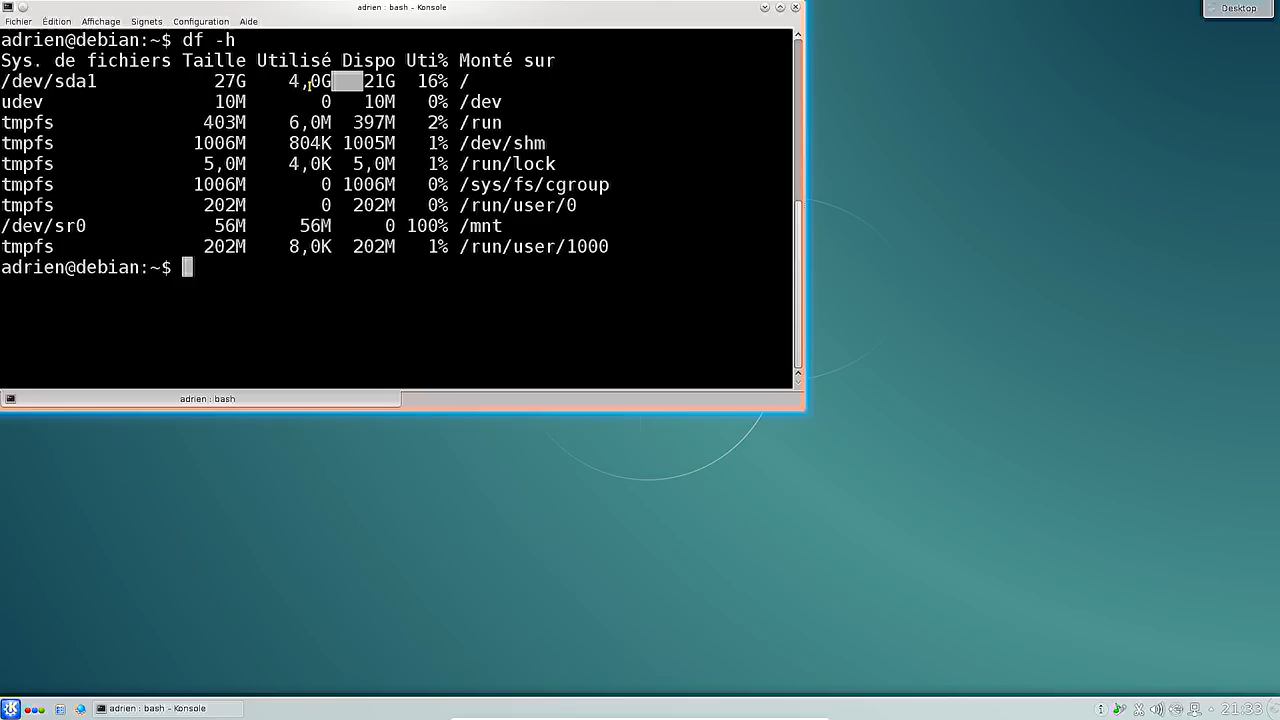 adrien : bash - Konsole
Desktop
Fichier Édition Affichage Signets Configuration Aide
adrien@debian:~$ df -h
Sys. de fichiers Taille Utilisé Dispo Uti% Monté sur
/dev/sda1 27G 4,0G 21G 16% /
udev 10M 0 10M 0% /dev
tmpfs 403M 6,0M 397M 2% /run
tmpfs 1006M 804K 1005M 1% /dev/shm
tmpfs 5,0M 4,0K 5,0M 1% /run/lock
tmpfs 1006M 0 1006M 0% /sys/fs/cgroup
tmpfs 202M 0 202M 0% /run/user/0
/dev/sr0 56M 56M 0 100% /mnt
tmpfs 202M 8,0K 202M 1% /run/user/1000
adrien@debian:~$
adrien : bash
adrien : bash - Konsole
21:33